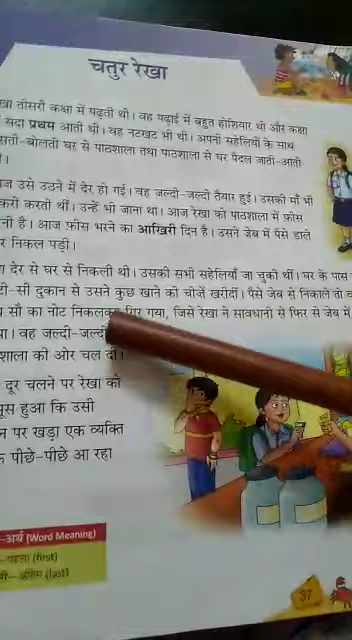 चतुर रेखा
खा तीसरी कक्षा में पढ़ती थी। वह पढ़ाई में बहुत होशियार थी और कक्षा
सदा प्रथम आती थी। वह नटखट भी थी। अपनी सहेलियों के साथ
सती-बोलती घर से पाठशाला तथा पाठशाला से घर पैदल जाती-आती
।
ज उसे उठने में देर हो गई। वह जल्दी-जल्दी तैयार हुई। उसकी माँ भी
करी करती थीं। उन्हें भी जाना था। आज रेखा को पाठशाला में फ़ीस
नी है। आज फ़ीस भरने का आखिरी दिन है। उसने जेब में पैसे डाले
र निकल पड़ी।
देर से घर से निकली थी। उसकी सभी सहेलियाँ जा चुकी थीं। घर के पास
टी-सी दुकान से उसने कुछ खाने की चीजें खरीदीं। पैसे जेब से निकाले तो
सौ का नोट निकलकर गिर गया, जिसे रेखा ने सावधानी से फिर से जेब में
या। वह जल्दी-जल्दी
शाला की ओर चल दी।
दूर चलने पर रेखा को
सूस हुआ कि उसी
न पर खड़ा एक व्यक्ति
के पीछे-पीछे आ रहा
-अर्थ (Word Meaning)
-पहला (first)
री— अंतिम (last)
37